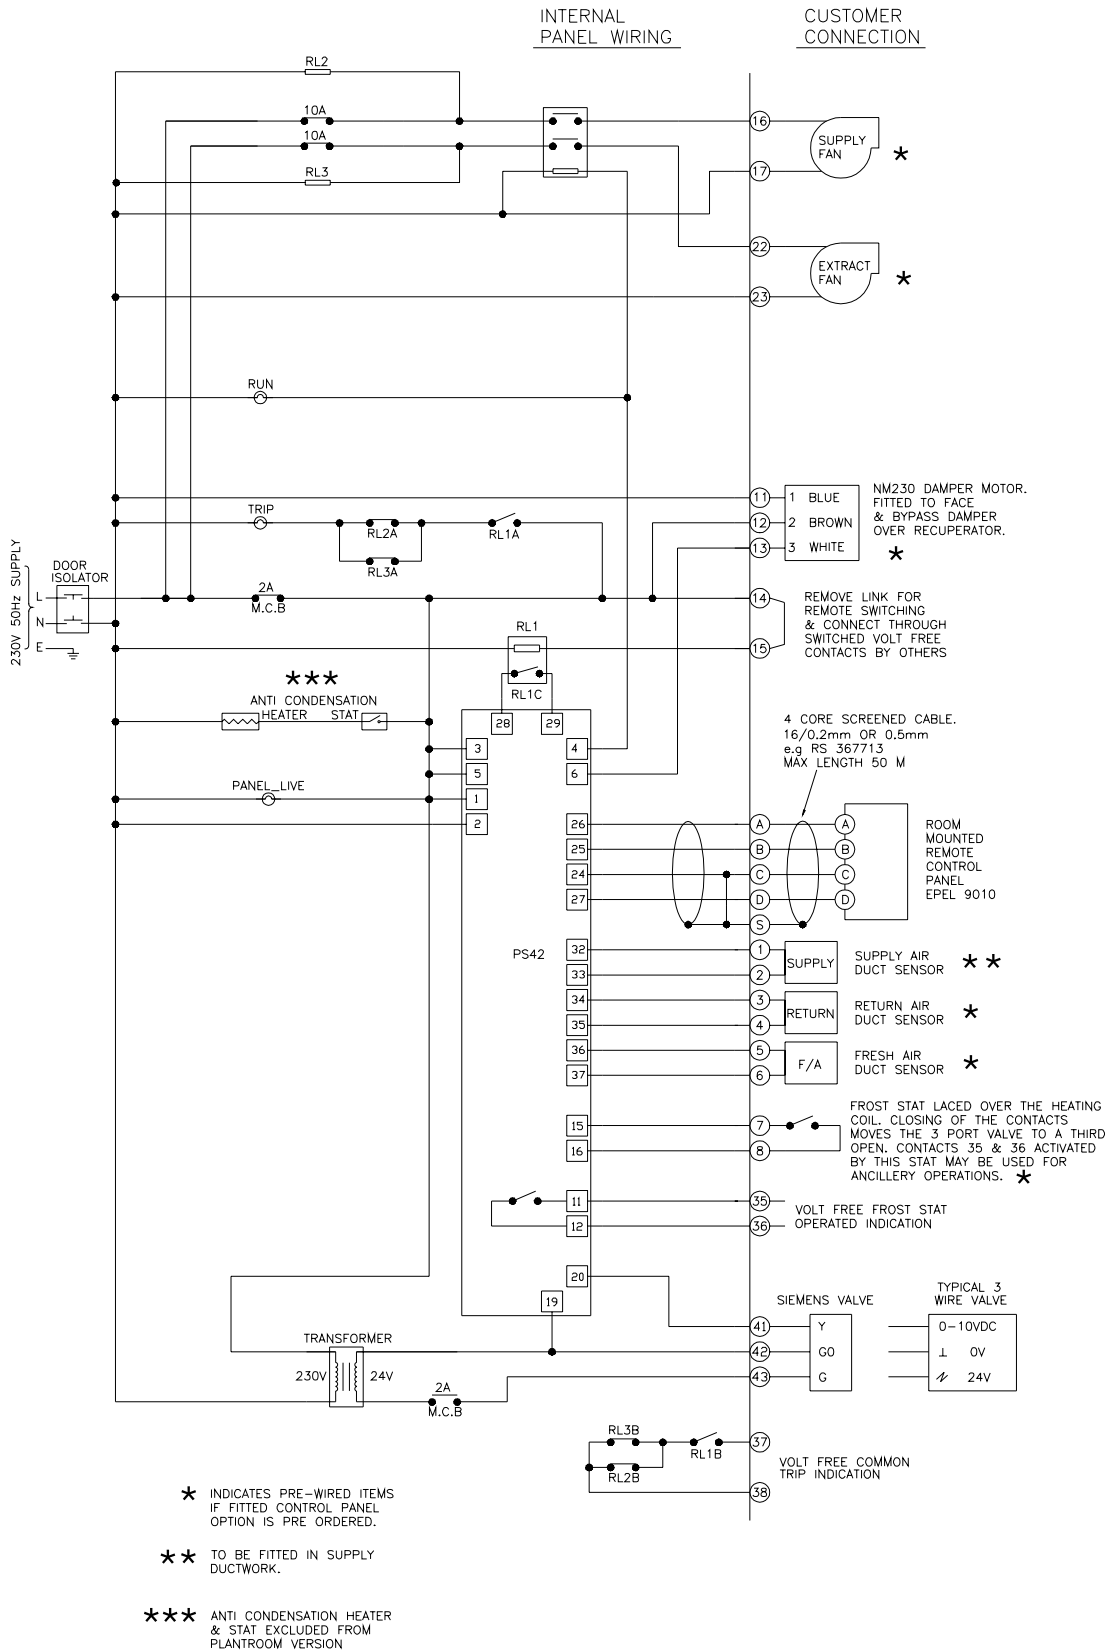 INTERNAL
PANEL WIRING
CUSTOMER
CONNECTION
RL2
10A
10A
RL3
16
SUPPLY
FAN
*
17
22
EXTRACT
FAN
*
23
RUN
11
12
13
1 BLUE
2 BROWN
3 WHITE
NM230 DAMPER MOTOR.
FITTED TO FACE
& BYPASS DAMPER
OVER RECUPERATOR.
*
TRIP
RL2A
RL1A
RL3A
230V 50Hz SUPPLY
DOOR
ISOLATOR
L
N
E
2A
M.C.B
14
15
REMOVE LINK FOR
REMOTE SWITCHING
& CONNECT THROUGH
SWITCHED VOLT FREE
CONTACTS BY OTHERS
RL1
RL1C
***
ANTI CONDENSATION
HEATER STAT
28 29
3 4
5 6
PANEL_LIVE
1
2
4 CORE SCREENED CABLE.
16/0.2mm OR 0.5mm
e.g RS 367713
MAX LENGTH 50 M
26 A A
25 B B
24 C C
27 D D
S
ROOM
MOUNTED
REMOTE
CONTROL
PANEL
EPEL 9010
PS42
32 1
33 2
SUPPLY
SUPPLY AIR
DUCT SENSOR
**
34 3
35 4
RETURN
RETURN AIR
DUCT SENSOR
*
36 5
37 6
F/A
FRESH AIR
DUCT SENSOR
*
15 7
16 8
FROST STAT LACED OVER THE HEATING
COIL. CLOSING OF THE CONTACTS
MOVES THE 3 PORT VALVE TO A THIRD
OPEN. CONTACTS 35 & 36 ACTIVATED
BY THIS STAT MAY BE USED FOR
ANCILLERY OPERATIONS. *
11 35
12 36
VOLT FREE FROST STAT
OPERATED INDICATION
20
19
SIEMENS VALVE
TYPICAL 3
WIRE VALVE
41 Y
42 G0
43 G
0-10VDC
0V
24V
TRANSFORMER
230V 24V
2A
M.C.B
RL3B
RL1B
RL2B
37
38
VOLT FREE COMMON
TRIP INDICATION
* INDICATES PRE-WIRED ITEMS
IF FITTED CONTROL PANEL
OPTION IS PRE ORDERED.
** TO BE FITTED IN SUPPLY
DUCTWORK.
*** ANTI CONDENSATION HEATER
& STAT EXCLUDED FROM
PLANTROOM VERSION